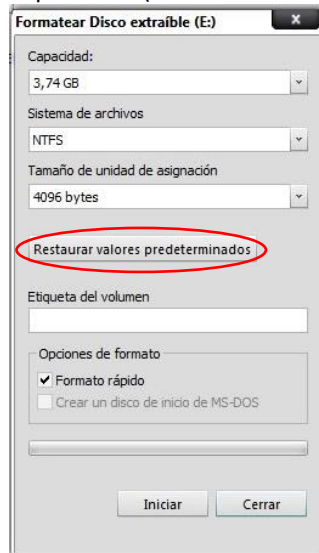 Formatear Disco extraíble (E:)
x
Capacidad:
3,74 GB
Sistema de archivos
NTFS
Tamaño de unidad de asignación
4096 bytes
Restaurar valores predeterminados
Etiqueta del volumen
Opciones de formato
Formato rápido
Crear un disco de inicio de MS-DOS
Iniciar Cerrar